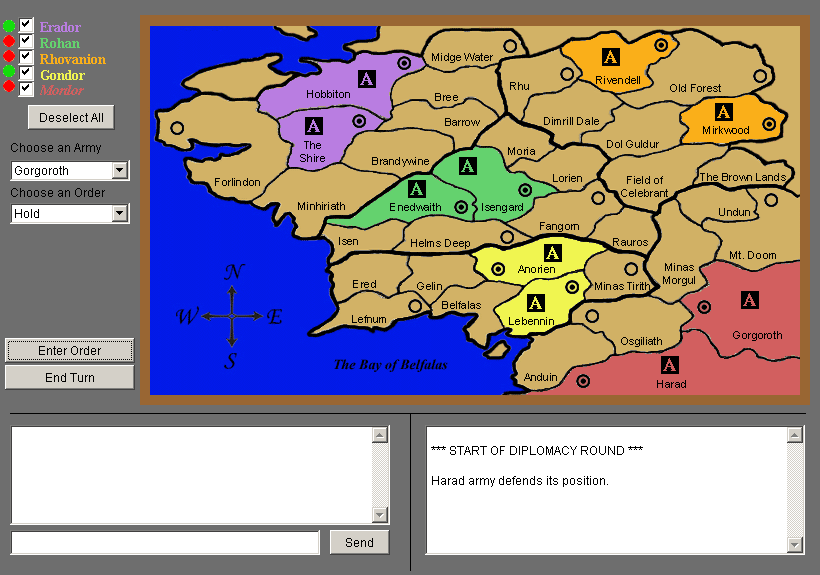 Eriador
Rohan
Rhovanion
Gondor
Mordor
Deselect All
Choose an Army
Gorgoroth
Choose an Order
Hold
Enter Order
End Turn
Midge Water
Rivendell
Hobbiton
Rhu
Old Forest
Bree
Barrow
Dimrill Dale
Mirkwood
The
Shire
Dol Guldur
Moria
Brandywine
Forlindon
Lorien
Field of
Celebrant
The Brown Lands
Minhiriath
Enedwaith
Isengard
Undun
Fangorn
Isen
Helms Deep
Rauros
Mt. Doom
Anorien
Minas
Morgul
Ered
Gelin
Minas Tirith
Belfalas
Lefnum
Lebennin
Gorgoroth
Osgiliath
Anduin
Harad
A
A
A
A
A
A
A
A
A
A
N
W
E
S
The Bay of Belfalas
*** START OF DIPLOMACY ROUND ***
Harad army defends its position.
Send